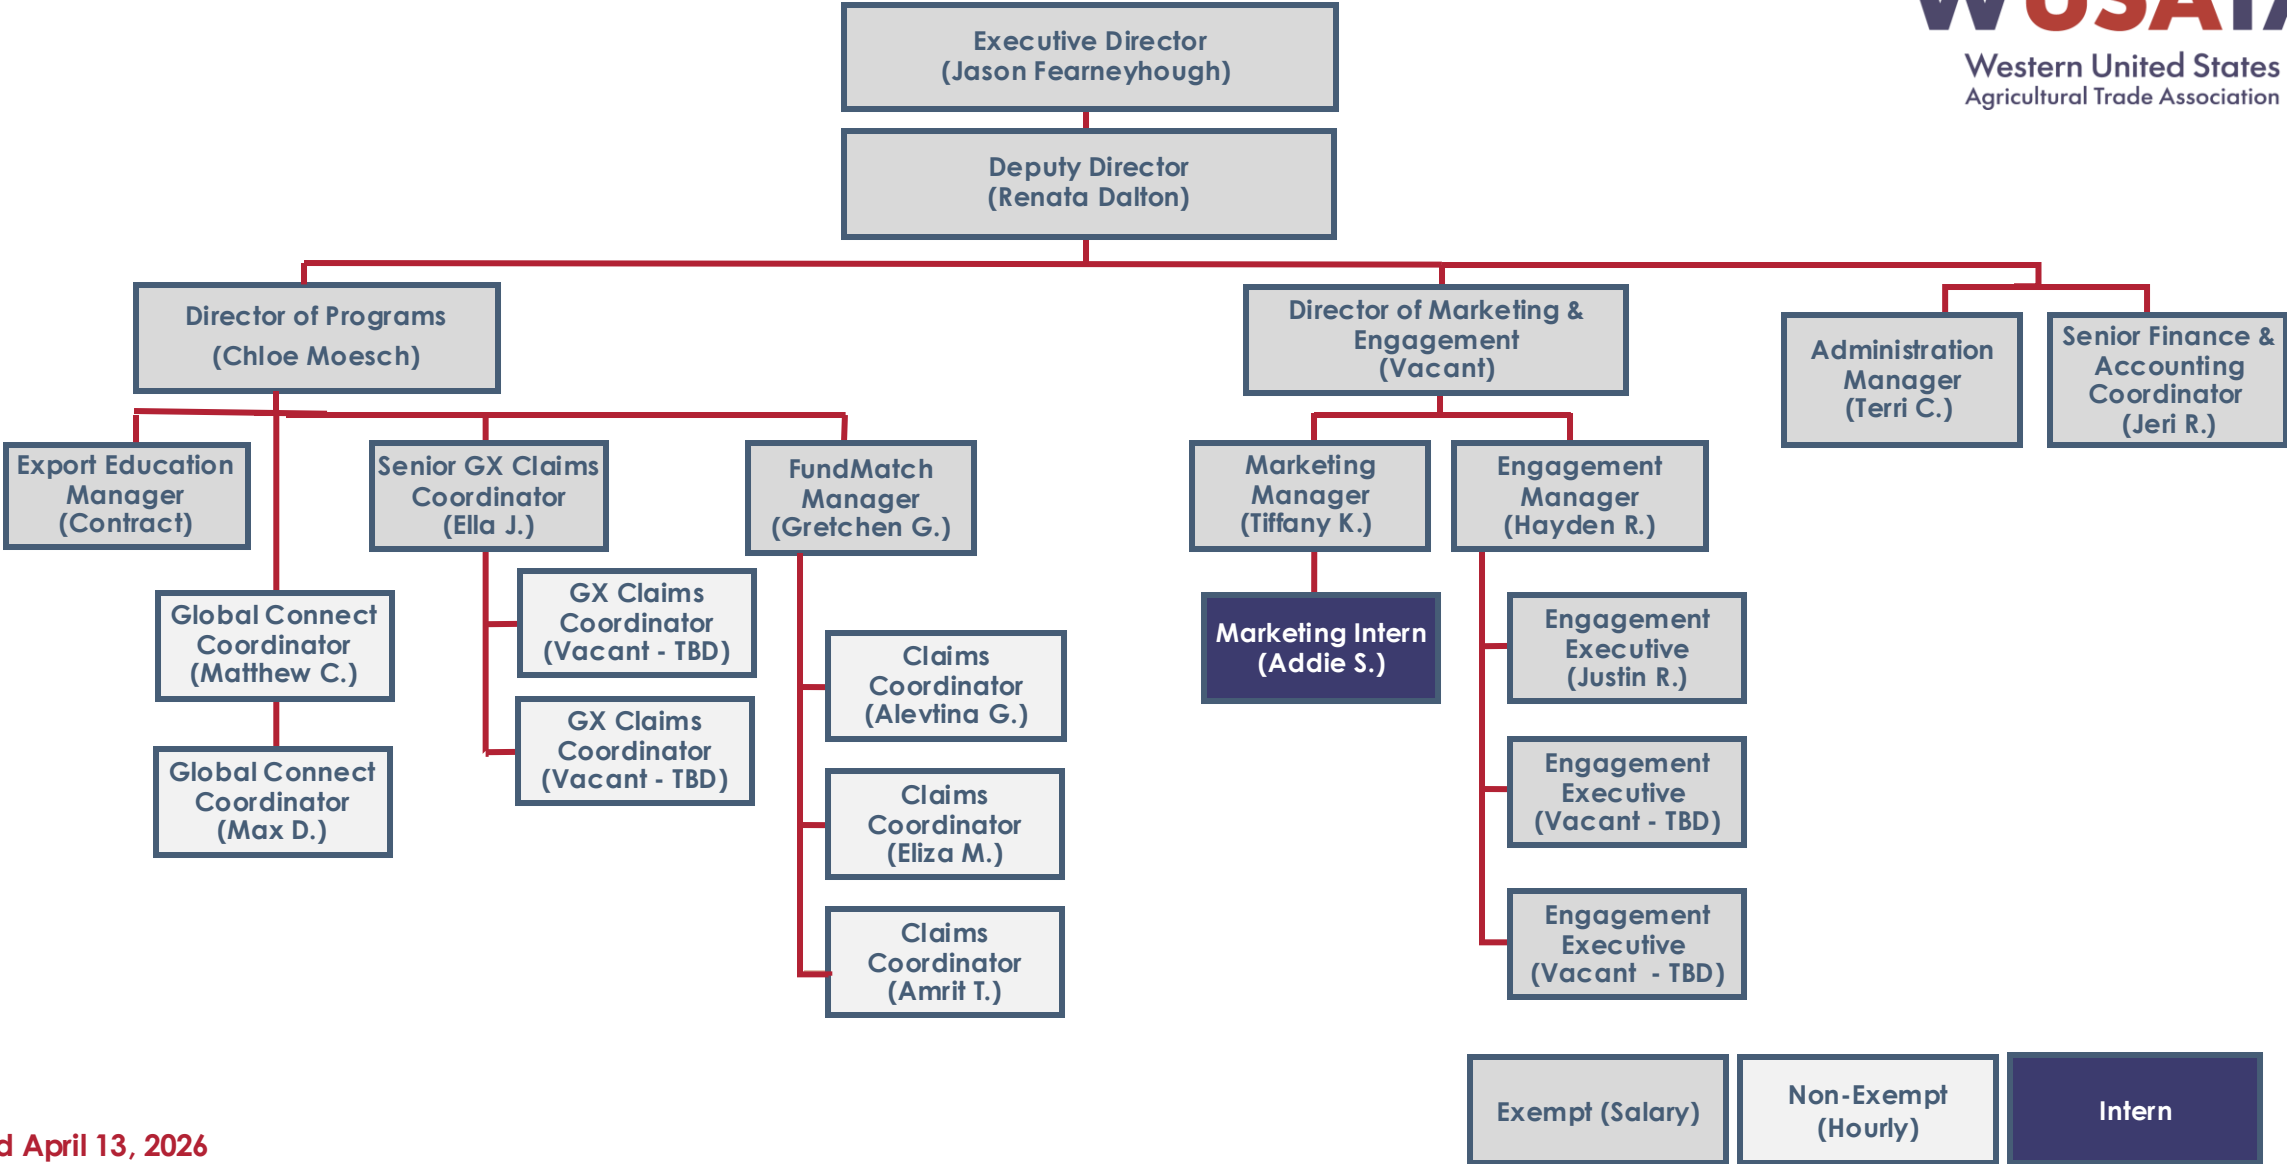 Executive Director
(Jason Fearneyhough)
Western United States
Agricultural Trade Association
Deputy Director
(Renata Dalton)
Director of Programs
(Chloe Moesch)
Director of Marketing &
Engagement
(Vacant)
Administration
Manager
(Terri C.)
Senior Finance &
Accounting
Coordinator
(Jeri R.)
Export Education
Manager
(Contract)
Senior GX Claims
Coordinator
(Ella J.)
FundMatch
Manager
(Gretchen G.)
Marketing
Manager
(Tiffany K.)
Engagement
Manager
(Hayden R.)
Global Connect
Coordinator
(Matthew C.)
Global Connect
Coordinator
(Max D.)
GX Claims
Coordinator
(Vacant - TBD)
GX Claims
Coordinator
(Vacant - TBD)
Claims
Coordinator
(Alevtina G.)
Claims
Coordinator
(Eliza M.)
Claims
Coordinator
(Amrit T.)
Marketing Intern
(Addie S.)
Engagement
Executive
(Justin R.)
Engagement
Executive
(Vacant - TBD)
Engagement
Executive
(Vacant - TBD)
Exempt (Salary)
Non-Exempt
(Hourly)
Intern
April 13, 2026